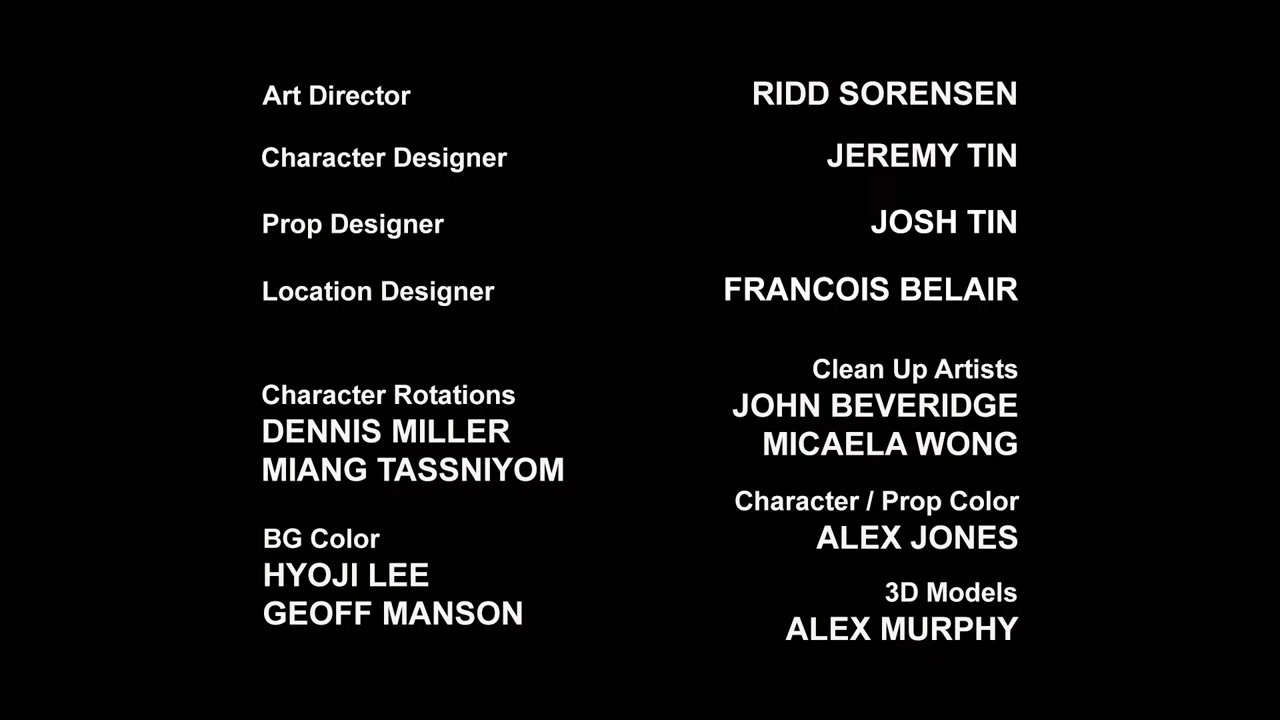 Art Director RIDD SORENSEN
Character Designer JEREMY TIN
Prop Designer JOSH TIN
Location Designer FRANCOIS BELAIR
Character Rotations
DENNIS MILLER
MIANG TASSNIYOM
BG Color
HYOJI LEE
GEOFF MANSON
Clean Up Artists
JOHN BEVERIDGE
MICAELA WONG
Character / Prop Color
ALEX JONES
3D Models
ALEX MURPHY